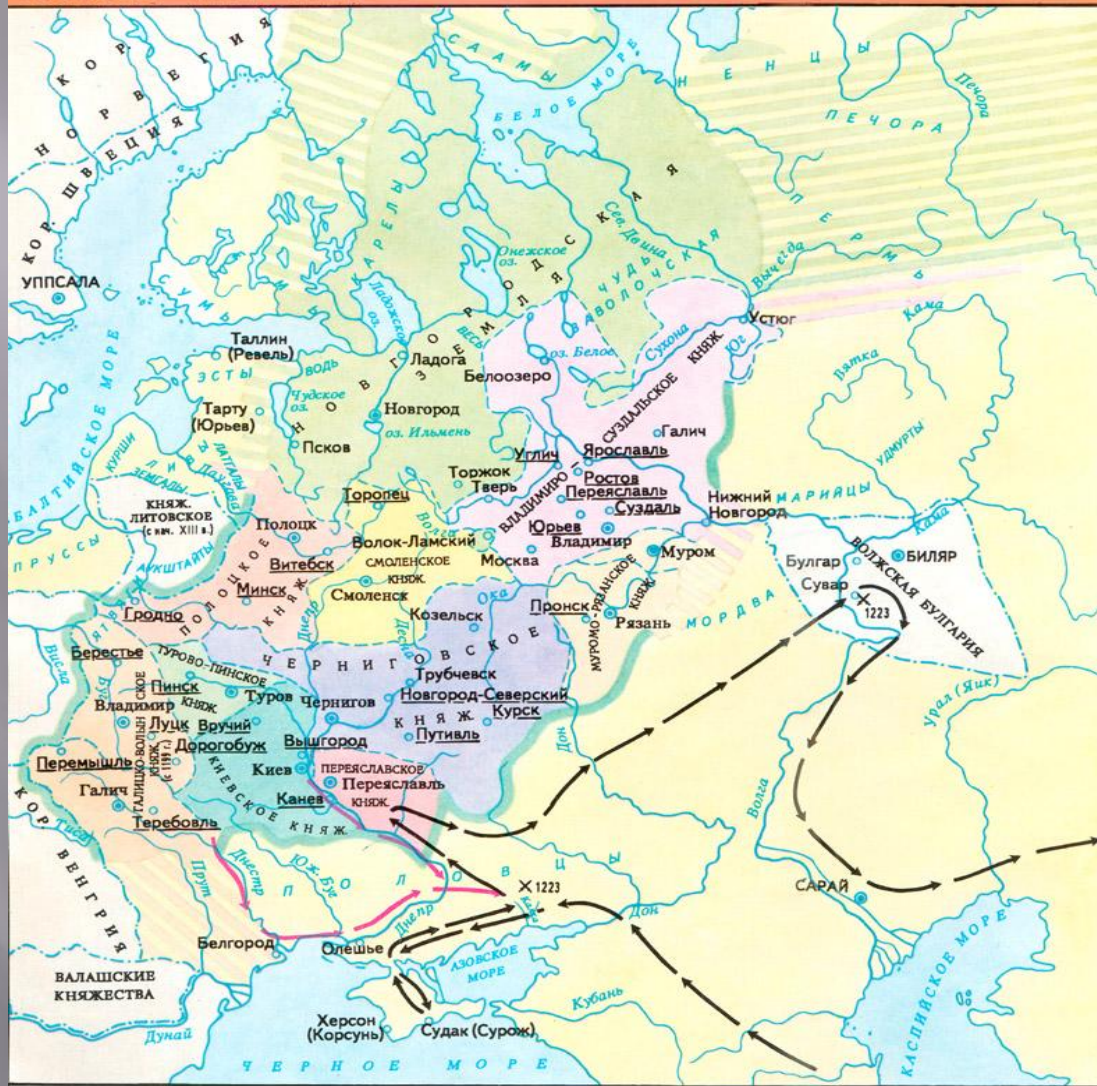 КОР. НОРВЕГИЯ
КОР. ШВЕЦИЯ
УППСАЛА
СААМЫ
БЕЛОЕ МОРЕ
НЕНЦЫ
Печора
ПЕЧОРА
ПЕРМЬ
КАРЕЛЫ
СУМЬ
Онежское
оз.
Ладожское
оз.
НОВГОРОДСКАЯ
ЗЕМЛЯ
Сев. Двина
ЧУДЬ
ЗАВОЛОЧСКАЯ
Вычегда
Устюг
Юг
Сухона
Кама
Вятка
УДМУРТЫ
ВЕСЬ
оз. Белое
Белоозеро
Ладога
Таллин
(Ревель)
ЭСТЫ
ВОДЬ
Чудское
оз.
Новгород
оз. Ильмень
Тарту
(Юрьев)
Псков
БАЛТИЙСКОЕ МОРЕ
КУРШИ
ЛИВЫ
ЗЕМГАЛЫ
ЛАТГАЛЫ
Даугава
КНЯЖ.
ЛИТОВСКОЕ
(с нач. XIII в.)
АУКШТАЙТЫ
ПРУССЫ
ЯТВЯГИ
Торопец
Торжок
Тверь
Волга
Волок-Ламский
Москва
ВЛАДИМИРО-СУЗДАЛЬСКОЕ КНЯЖ.
Галич
Углич
Ярославль
Ростов
Переяславль
Суздаль
Юрьев
Владимир
Нижний
Новгород
МАРИЙЦЫ
Кама
ВОЛЖСКАЯ БУЛГАРИЯ
Булгар
БИЛЯР
Сувар
1223
Муром
МУРОМО-РЯЗАНСКОЕ
КНЯЖ.
Пронск
Рязань
МОРДВА
Полоцк
Витебск
ПОЛОЦКОЕ
КНЯЖ.
Минск
Гродно
СМОЛЕНСКОЕ
КНЯЖ.
Смоленск
Днепр
Десна
Ока
Козельск
ЧЕРНИГОВСКОЕ
КНЯЖ.
Трубчевск
Новгород-Северский
Чернигов
Курск
Путивль
Берестье
ТУРОВО-ПИНСКОЕ
КНЯЖ.
Пинск
Туров
Висла
Буг
Владимир
Луцк
Вручий
Дорогобуж
ГАЛИЦКО-ВОЛЫНСКОЕ
КНЯЖ.
(с 1199 г.)
Перемышль
Галич
Теребовль
Вышгород
Киев
КИЕВСКОЕ КНЯЖ.
Канев
ПЕРЕЯСЛАВСКОЕ
Переяславль
КНЯЖ.
Дон
Волга
Урал (Яик)
КОР. ВЕНГРИЯ
Тиса
Прут
Днестр
Юж. Буг
ПОЛОВЦЫ
Днепр
1223
Калка
Дон
САРАЙ
Белгород
Олешье
АЗОВСКОЕ
МОРЕ
ВАЛАШСКИЕ
КНЯЖЕСТВА
Дунай
Херсон
(Корсунь)
Судак (Сурож)
Кубань
ЧЕРНОЕ МОРЕ
КАСПИЙСКОЕ МОРЕ